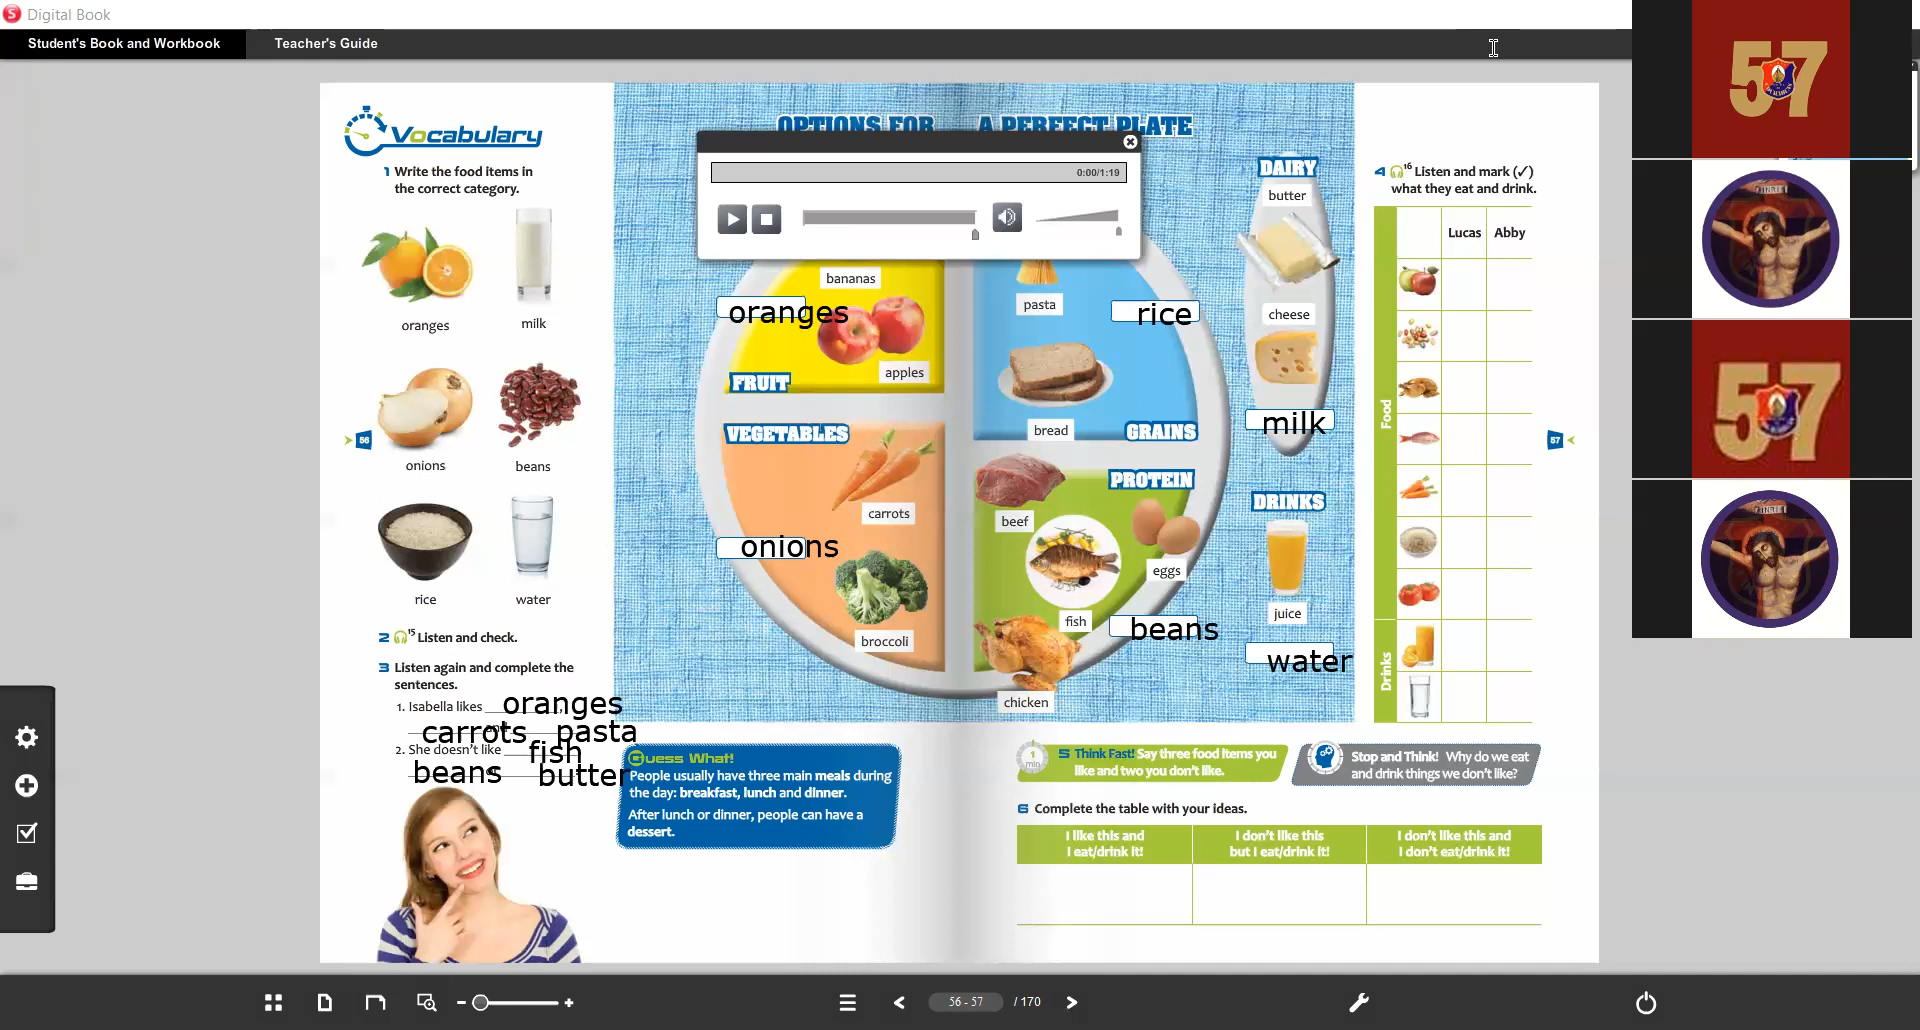 Digital Book
Student's Book and Workbook
Teacher's Guide
Vocabulary
1 Write the food items in
the correct category.
oranges
milk
onions
beans
56
rice
water
2 15 Listen and check.
3 Listen again and complete the
sentences.
1. Isabella likes oranges
carrots and pasta
2. She doesn't like fish
beans butter
OPTIONS FOR A PERFECT PLATE
0:00/1:19
bananas
oranges
apples
FRUIT
VEGETABLES
carrots
onions
broccoli
pasta
rice
bread
GRAINS
PROTEIN
beef
eggs
fish
beans
chicken
DAIRY
butter
cheese
milk
DRINKS
juice
water
Guess What!
People usually have three main meals during
the day: breakfast, lunch and dinner.
After lunch or dinner, people can have a
dessert.
4 16 Listen and mark (✓)
what they eat and drink.
Lucas Abby
Food
Drinks
57
1
min
5 Think Fast! Say three food items you
like and two you don't like.
Stop and Think! Why do we eat
and drink things we don't like?
6 Complete the table with your ideas.
I like this and
I eat/drink it!
I don't like this
but I eat/drink it!
I don't like this and
I don't eat/drink it!
56 - 57 / 170
57
INRI
57
INRI